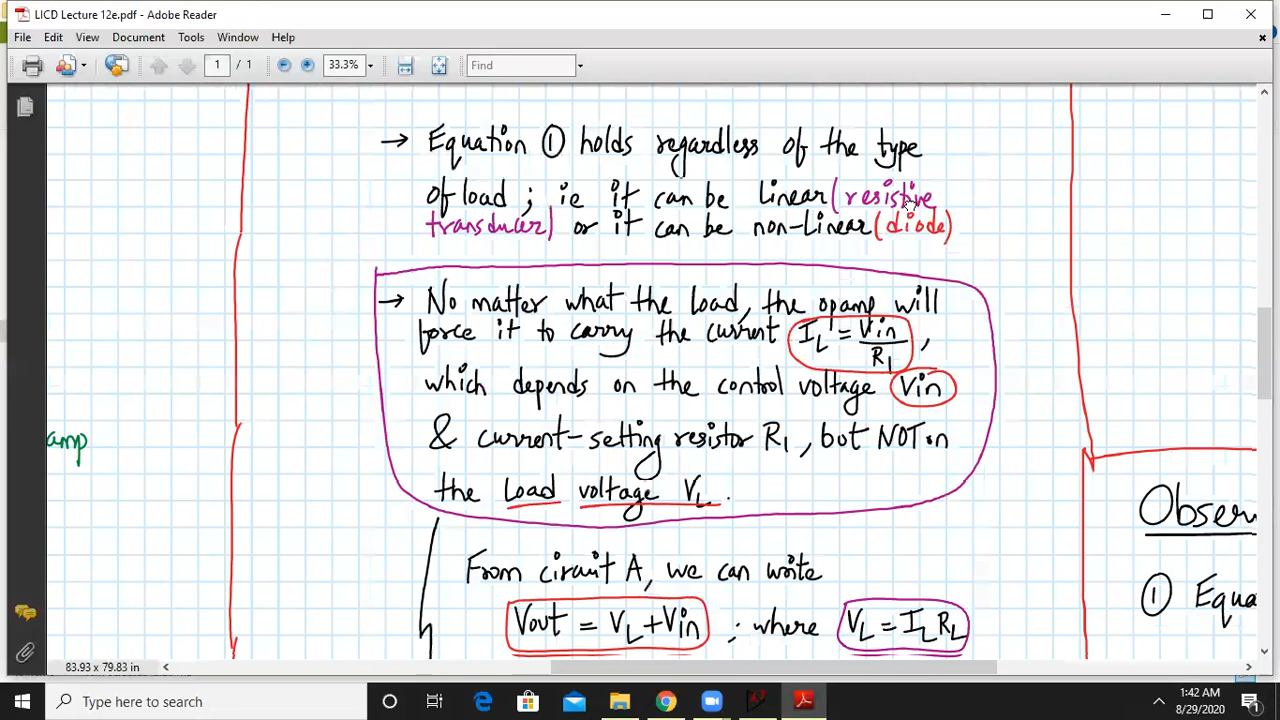 LICD Lecture 12e.pdf - Adobe Reader
File Edit View Document Tools Window Help
1 / 1 33.3% Find
→ Equation ① holds regardless of the type
of load ; ie it can be linear (resistive
transducer) or it can be non-linear (diode)
→ No matter what the load, the opamp will
force it to carry the current IL = Vin/R1 ,
which depends on the control voltage Vin
amp
& current-setting resistor R1 , but NOT on
the load voltage VL .
Obser
From circuit A, we can write
① Equa
Vout = VL + Vin ; where VL = IL RL
83.93 x 79.83 in
Type here to search
1:42 AM
8/29/2020